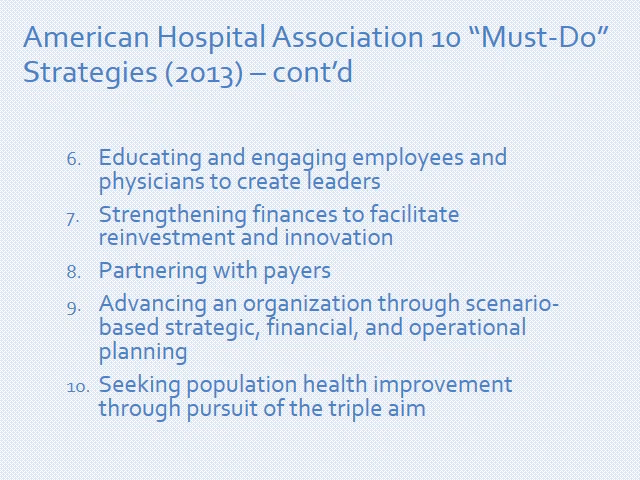 American Hospital Association 10 “Must-Do”
Strategies (2013) – cont’d
6. Educating and engaging employees and
physicians to create leaders
7. Strengthening finances to facilitate
reinvestment and innovation
8. Partnering with payers
9. Advancing an organization through scenario-
based strategic, financial, and operational
planning
10. Seeking population health improvement
through pursuit of the triple aim